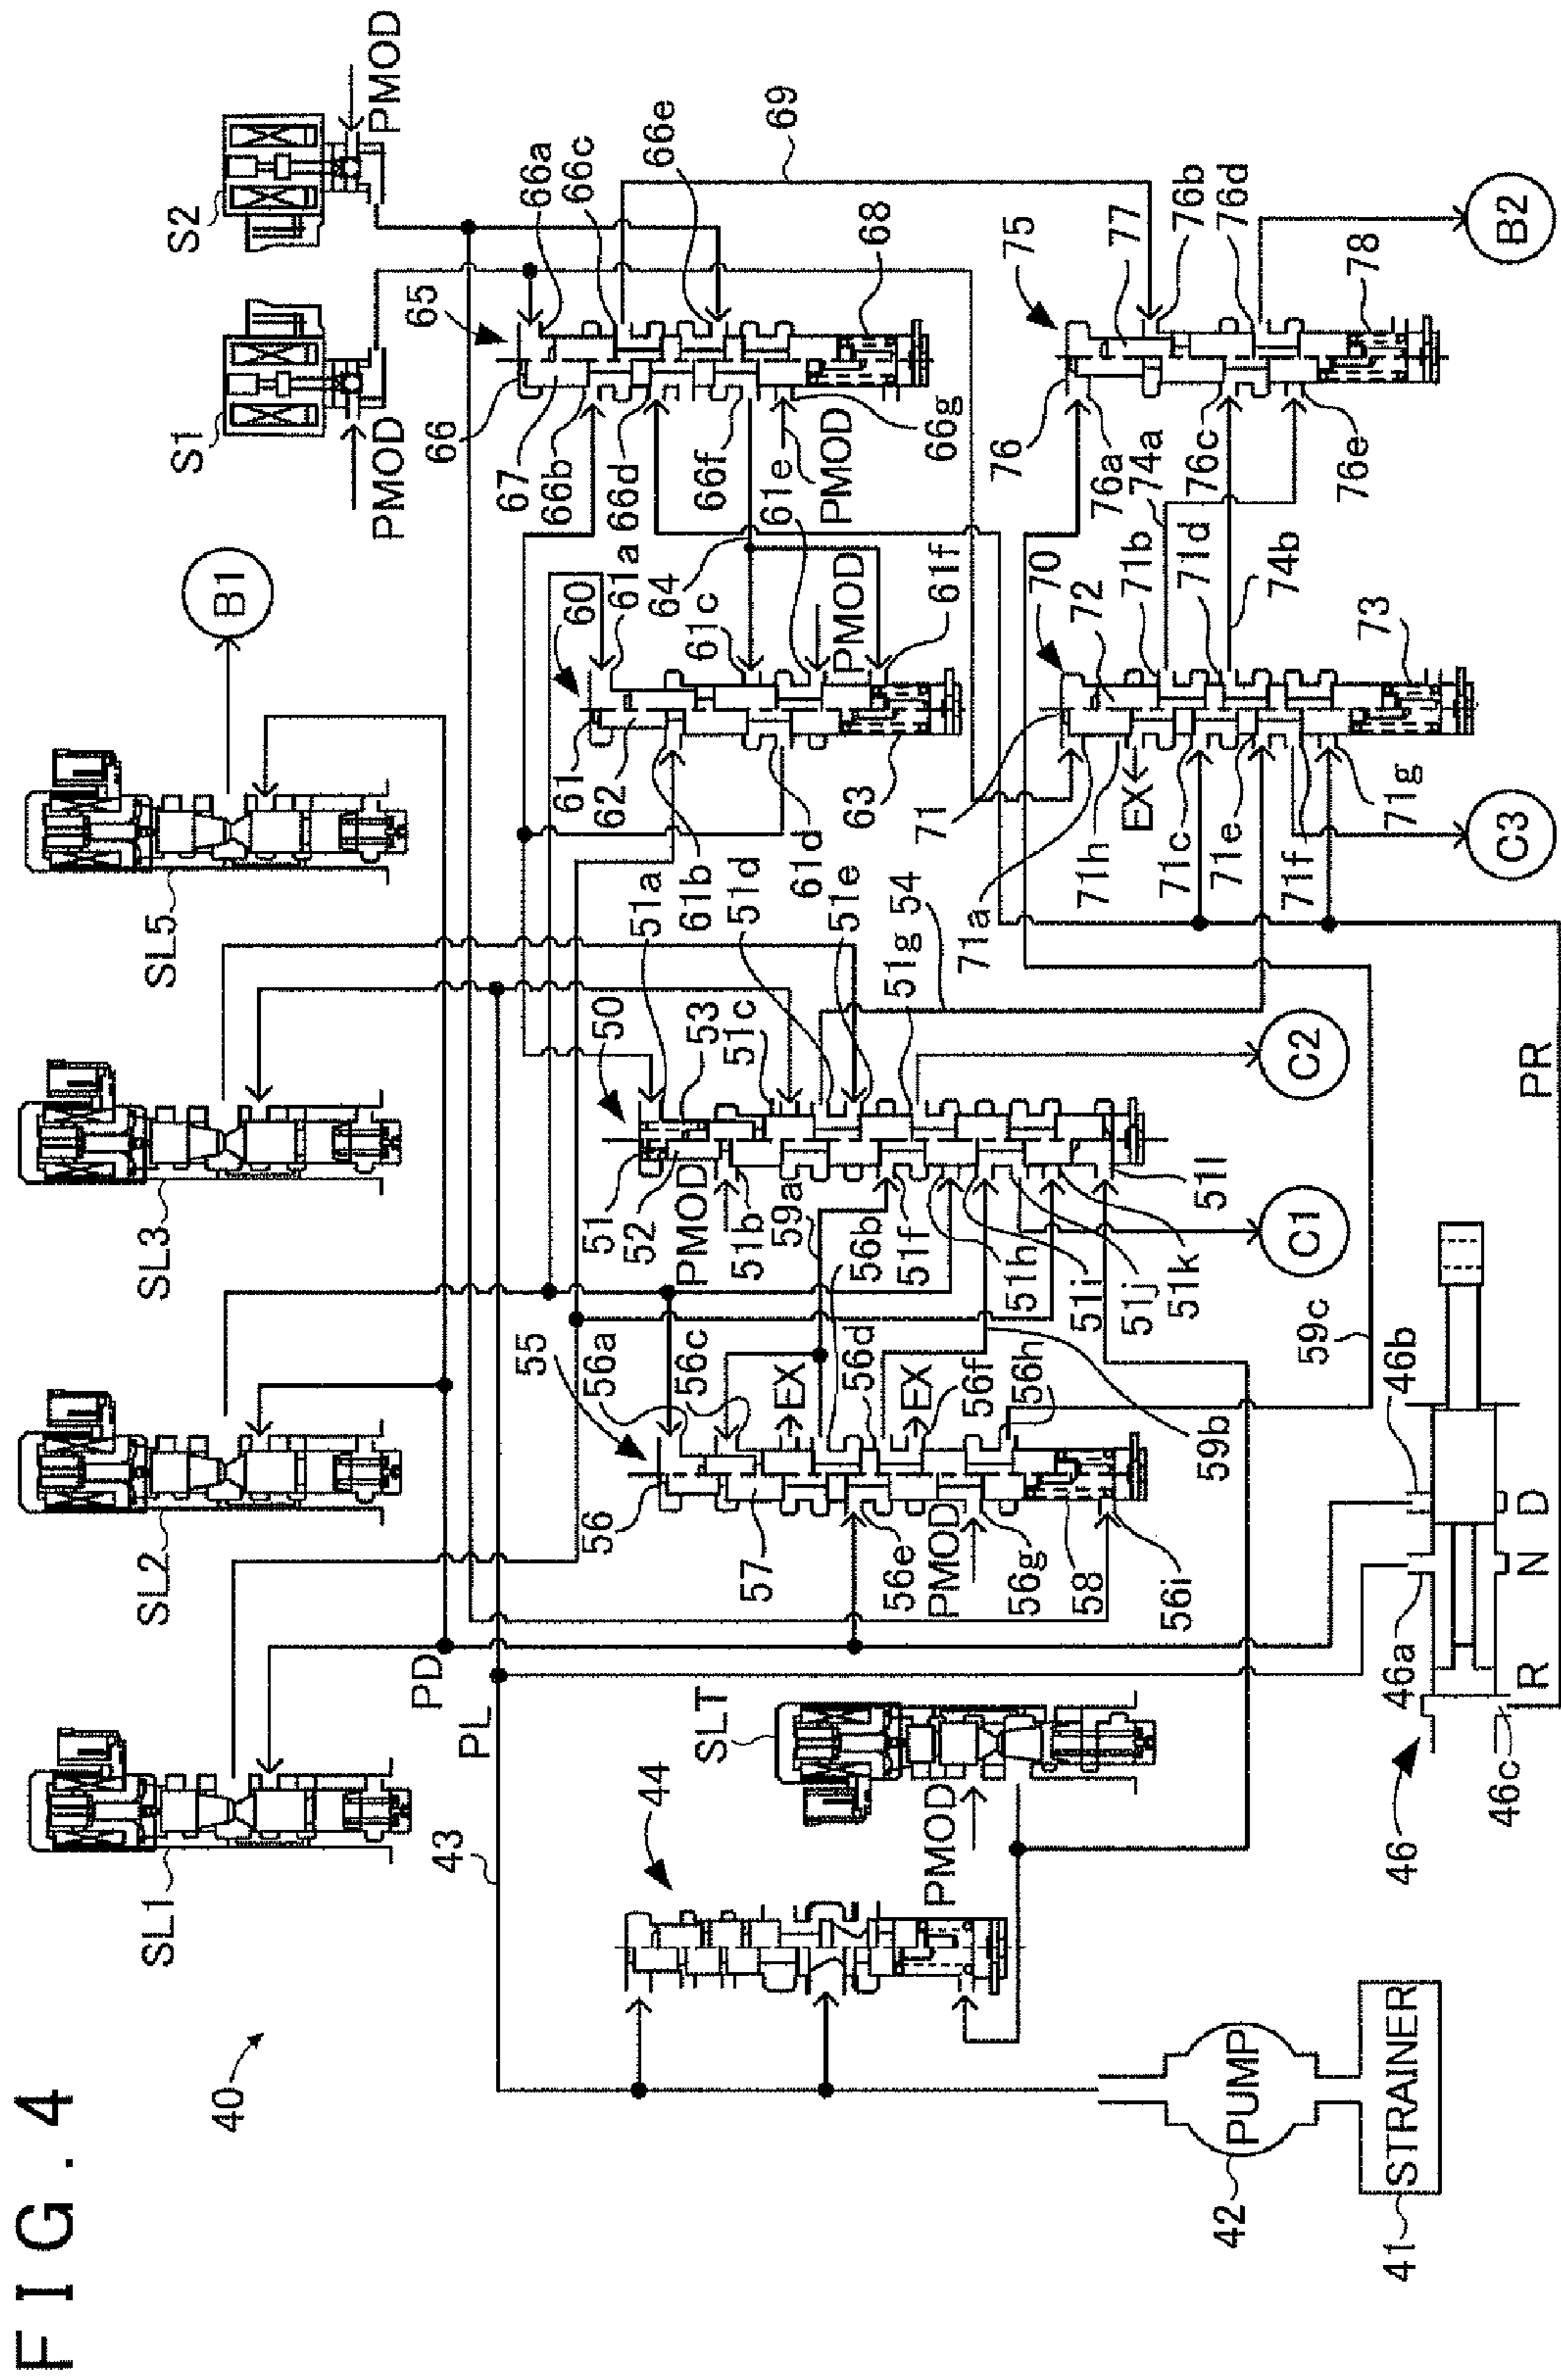 FIG. 4
40
SL1
SL2
SL3
SL5
B1
S1
S2
PMOD
PMOD
43
PL
PD
44
SLT
PMOD
42
PUMP
41
STRAINER
46
46a
46b
46c
R
N
D
PR
55
56
56a
56c
57
EX
56b
56d
EX
56e
PMOD
56f
56g
56h
58
56i
59a
59b
59c
50
51
52
53
PMOD
51a
51b
51c
51d
51e
51f
51g
51h
51i
51j
51k
51l
54
C1
C2
60
61
62
61a
61b
61c
61d
61e
PMOD
61f
63
64
65
66
67
66a
66b
66c
66d
66e
66f
66g
PMOD
68
69
70
71
72
71a
71h
EX
71b
71c
71d
71e
71f
71g
73
74a
74b
C3
75
76
77
76a
76b
76c
76d
76e
78
B2